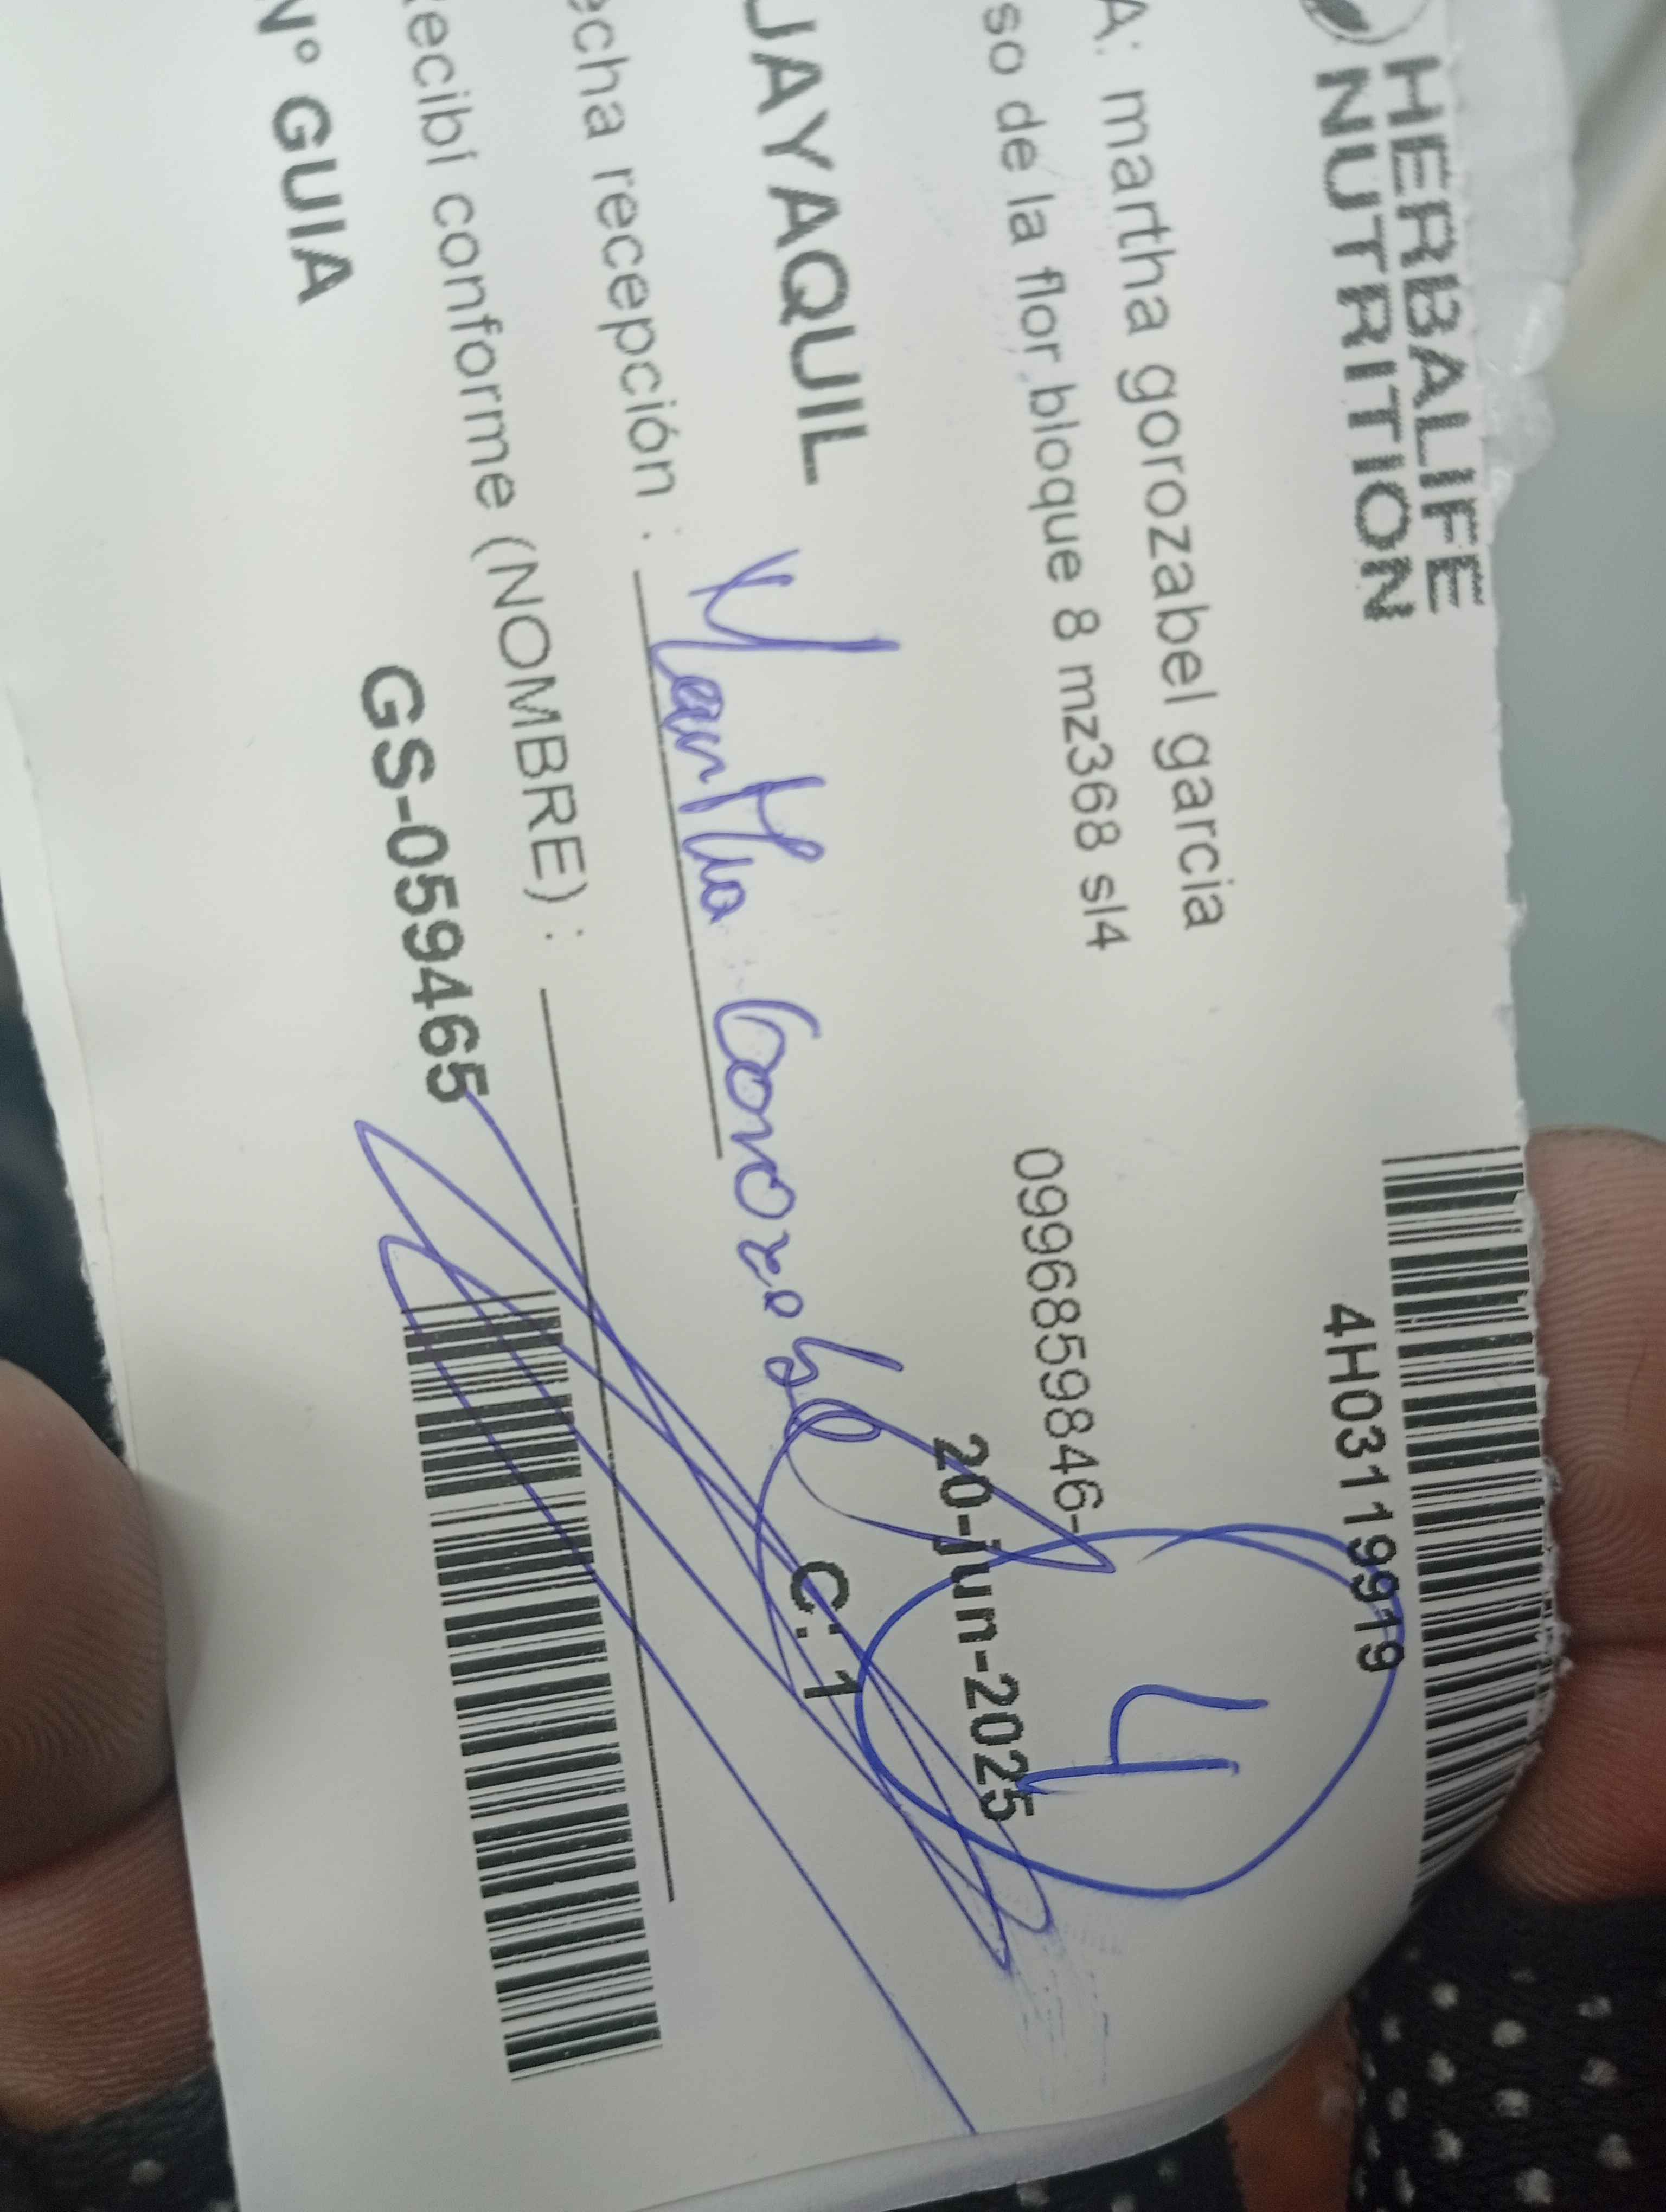 HERBALIFE
NUTRITION
4H03119919
A: martha gorozabel garcia
so de la flor bloque 8 mz368 sl4
0996859846-
4
20-jun-2025
UAYAQUIL
C:1
echa recepción :
Martha Gorozabel
ecibí conforme (NOMBRE) :
N° GUIA
GS-059465